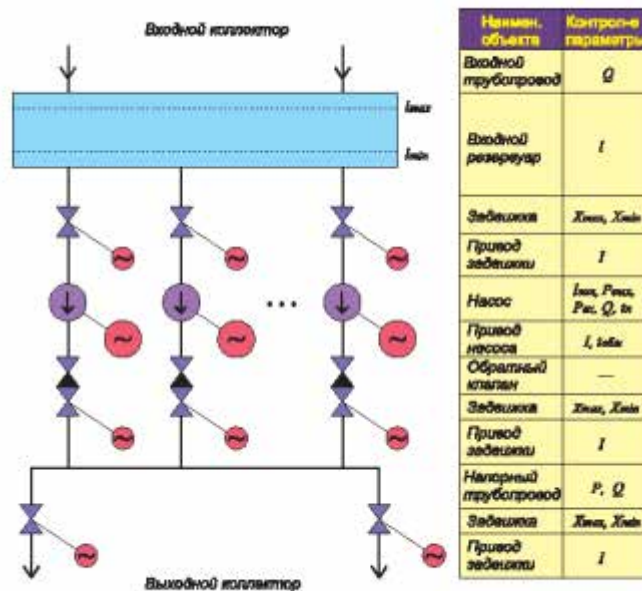 Входной коллектор
lmax
lmin
~ ~ ~
~ ~ ... ~
~ ~ ~
~ ~
Выходной коллектор
Наимен. объекта
Контрол-е параметры
Входной трубопровод
Q
Входной резервуар
l
Задвижка
Xmax, Xmin
Привод задвижки
I
Насос
Q,
Привод насоса
I,
Обратный клапан
—
Задвижка
Xmax, Xmin
Привод задвижки
I
Напорный трубопровод
P, Q
Задвижка
Xmax, Xmin
Привод задвижки
I